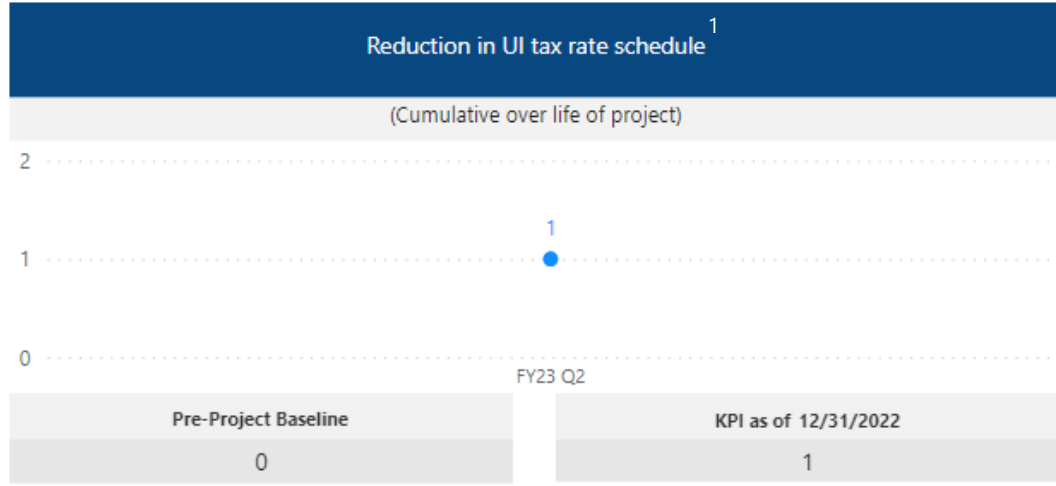 Reduction in UI tax rate schedule 1
(Cumulative over life of project)
2
1
1
0
FY23 Q2
Pre-Project Baseline
0
KPI as of 12/31/2022
1